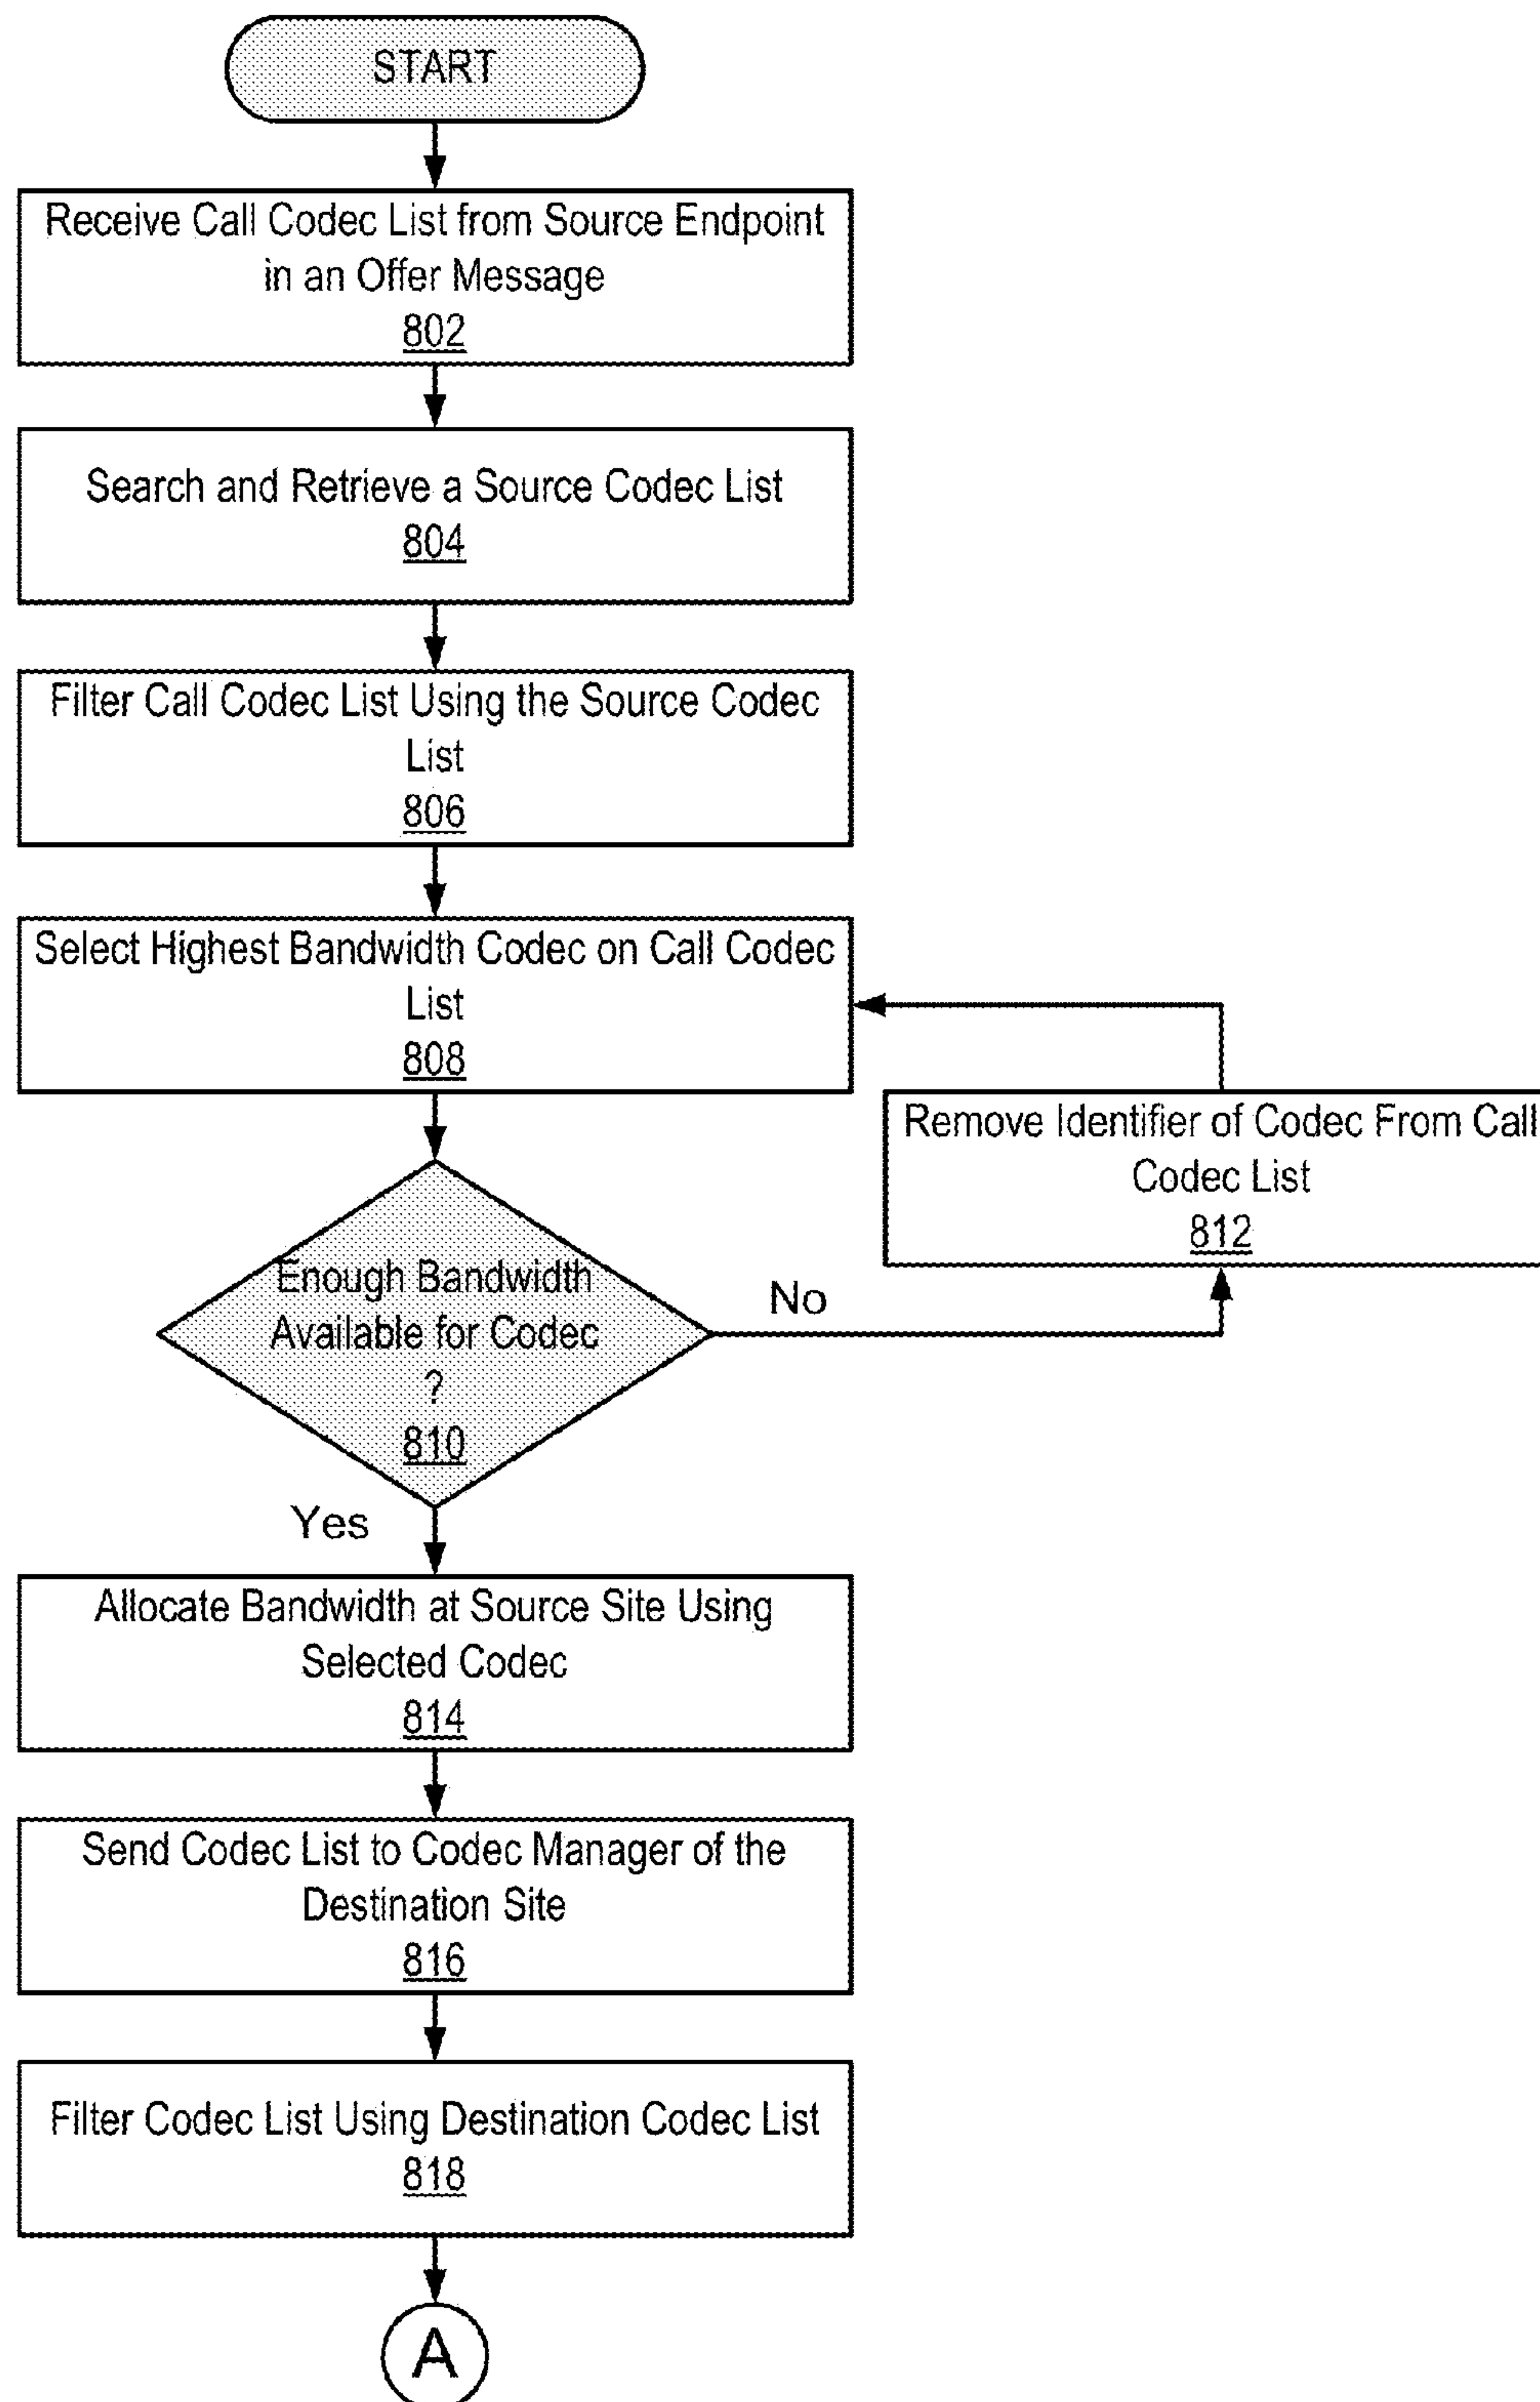 START
Receive Call Codec List from Source Endpoint
in an Offer Message
802
Search and Retrieve a Source Codec List
804
Filter Call Codec List Using the Source Codec
List
806
Select Highest Bandwidth Codec on Call Codec
List
808
Remove Identifier of Codec From Call
Codec List
812
Enough Bandwidth
Available for Codec
?
810
No
Yes
Allocate Bandwidth at Source Site Using
Selected Codec
814
Send Codec List to Codec Manager of the
Destination Site
816
Filter Codec List Using Destination Codec List
818
A